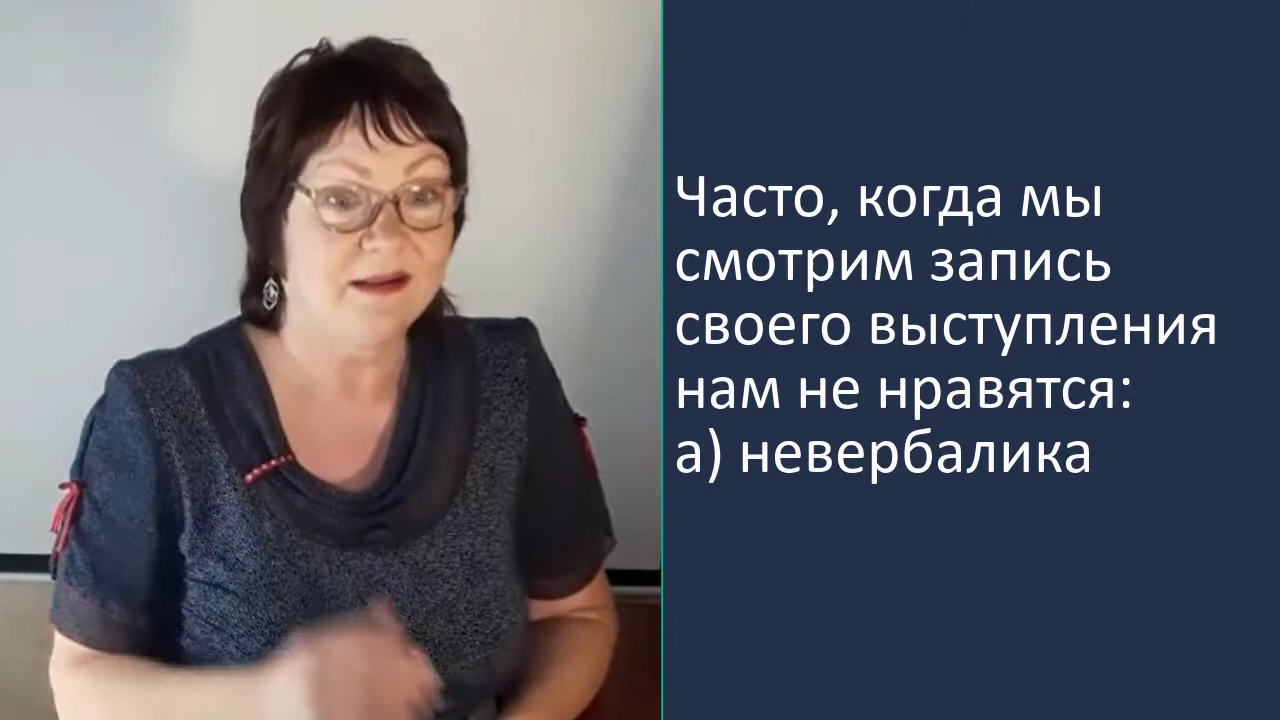 Часто, когда мы
смотрим запись
своего выступления
нам не нравятся:
а) невербалика